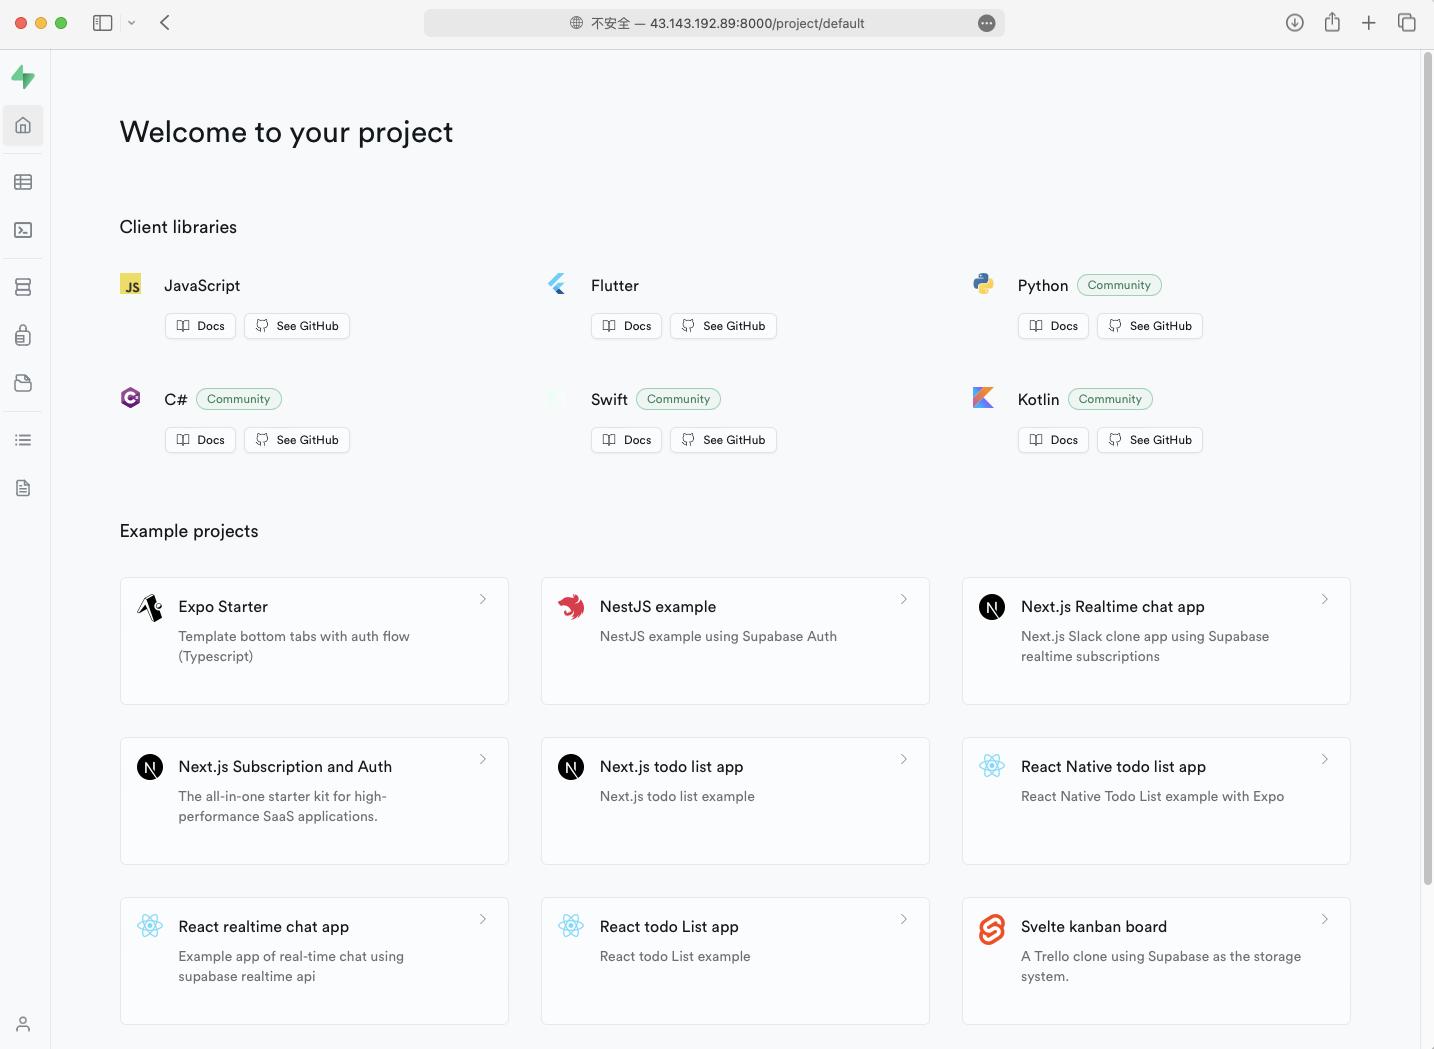 不安全 — 43.143.192.89:8000/project/default
Welcome to your project
Client libraries
JS JavaScript
Docs See GitHub
Flutter
Docs See GitHub
Python Community
Docs See GitHub
C C# Community
Docs See GitHub
Swift Community
Docs See GitHub
Kotlin Community
Docs See GitHub
Example projects
Expo Starter
Template bottom tabs with auth flow
(Typescript)
NestJS example
NestJS example using Supabase Auth
N Next.js Realtime chat app
Next.js Slack clone app using Supabase
realtime subscriptions
N Next.js Subscription and Auth
The all-in-one starter kit for high-
performance SaaS applications.
N Next.js todo list app
Next.js todo list example
React Native todo list app
React Native Todo List example with Expo
React realtime chat app
Example app of real-time chat using
supabase realtime api
React todo List app
React todo List example
Svelte kanban board
A Trello clone using Supabase as the storage
system.